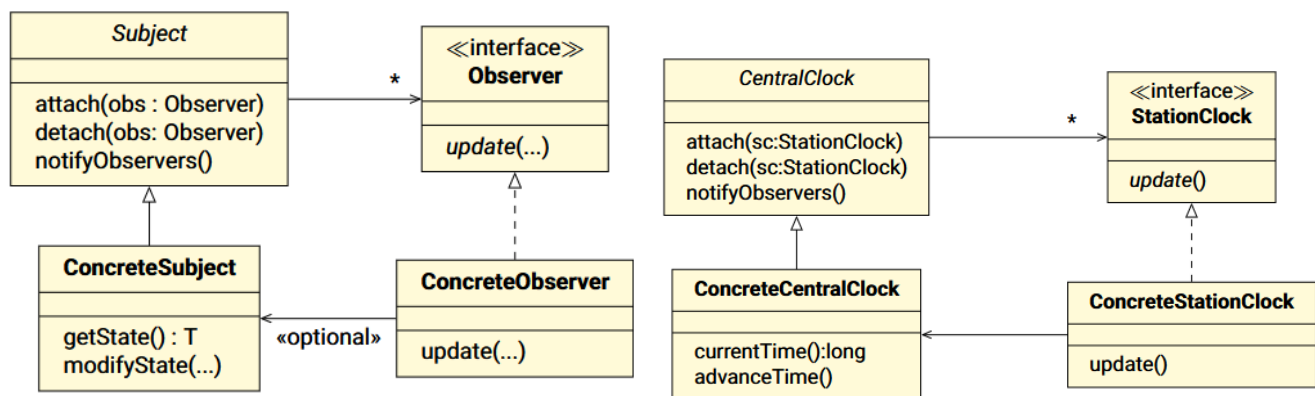 Subject
attach(obs : Observer)
detach(obs: Observer)
notifyObservers()
*
≪interface≫
Observer
update(...)
ConcreteSubject
getState() : T
modifyState(...)
«optional»
ConcreteObserver
update(...)
CentralClock
attach(sc:StationClock)
detach(sc:StationClock)
notifyObservers()
*
≪interface≫
StationClock
update()
ConcreteCentralClock
currentTime():long
advanceTime()
ConcreteStationClock
update()